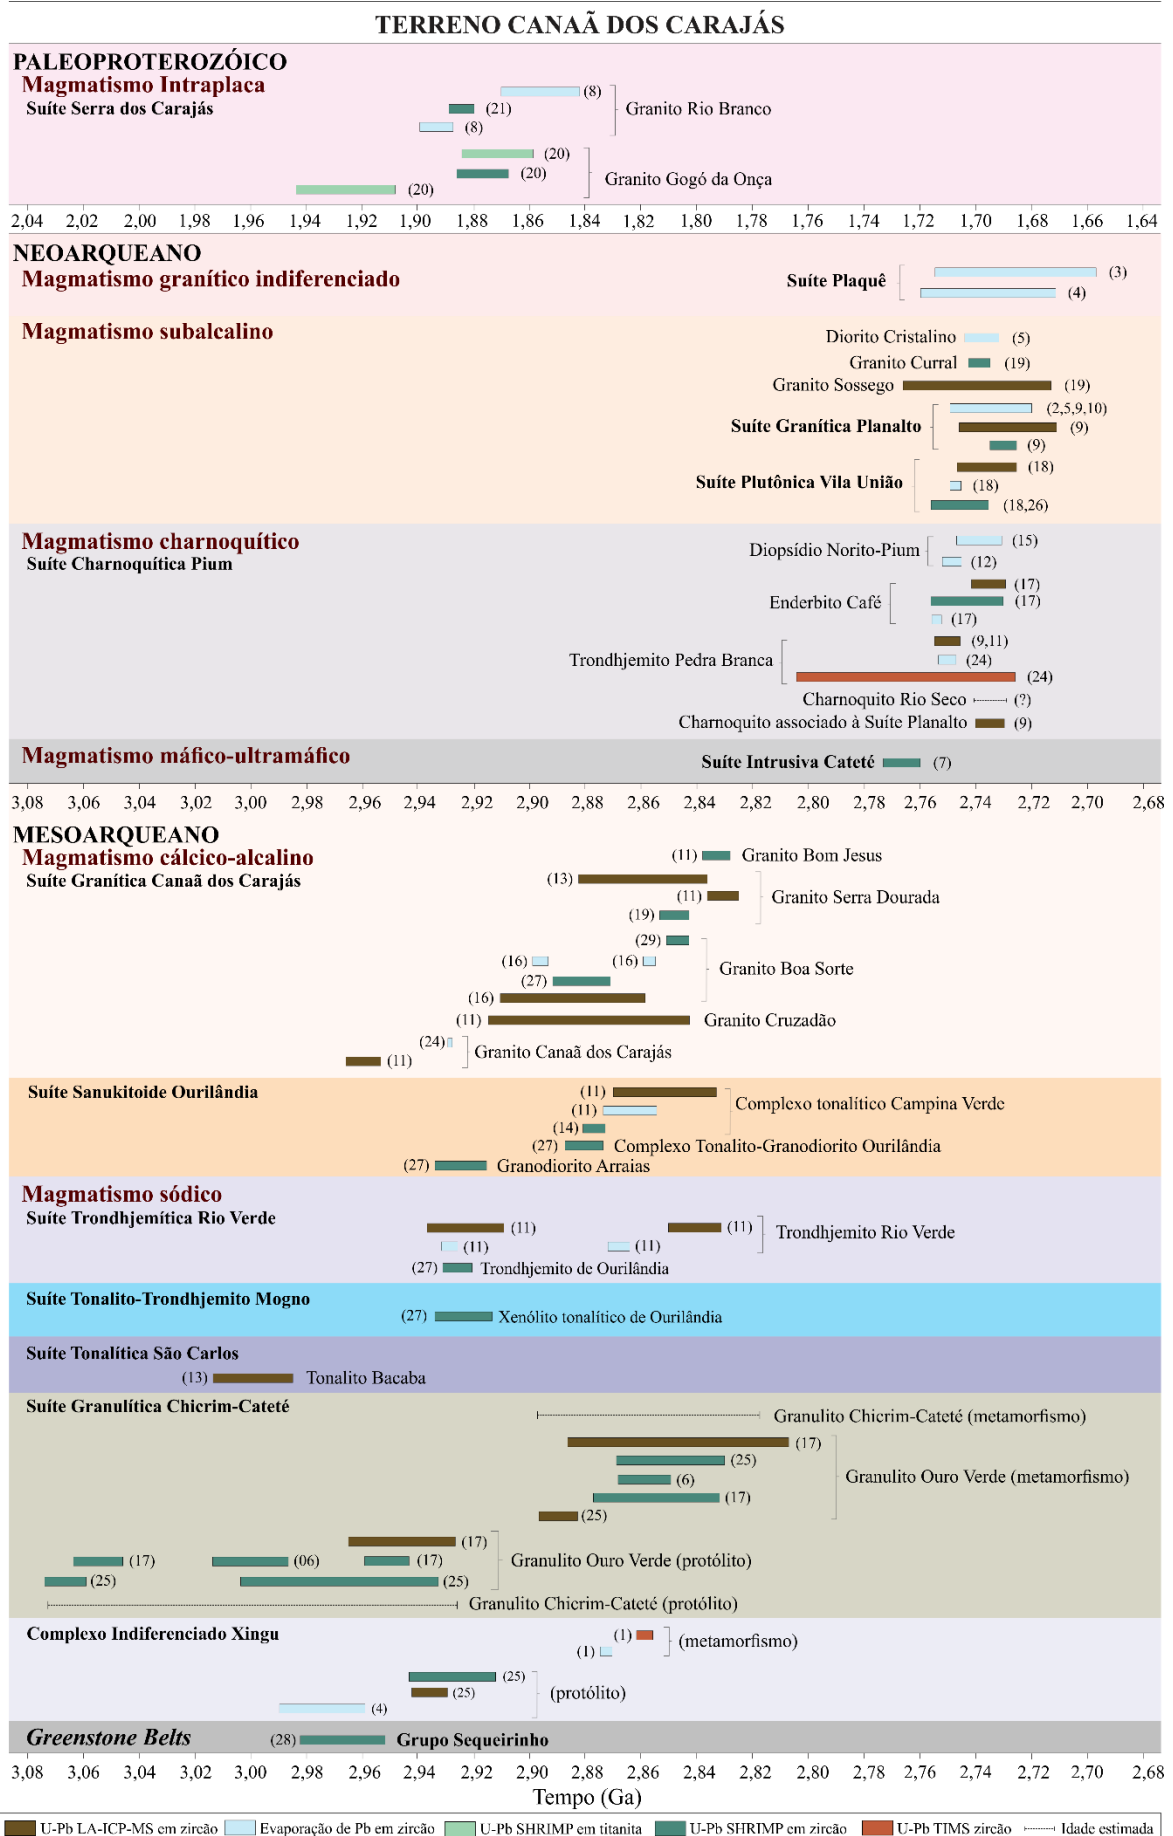 TERRENO CANAÃ DOS CARAJÁS
PALEOPROTEROZÓICO
Magmatismo Intraplaca
Suíte Serra dos Carajás
(8)
(21)
(8)
Granito Rio Branco
(20)
(20)
(20)
Granito Gogó da Onça
2,04 2,02 2,00 1,98 1,96 1,94 1,92 1,90 1,88 1,86 1,84 1,82 1,80 1,78 1,76 1,74 1,72 1,70 1,68 1,66 1,64
NEOARQUEANO
Magmatismo granítico indiferenciado
Suíte Plaquê
(3)
(4)
Magmatismo subalcalino
Diorito Cristalino (5)
Granito Curral (19)
Granito Sossego (19)
Suíte Granítica Planalto
(2,5,9,10)
(9)
(9)
Suíte Plutônica Vila União
(18)
(18)
(18,26)
Magmatismo charnoquítico
Suíte Charnoquítica Pium
Diopsídio Norito-Pium
(15)
(12)
Enderbito Café
(17)
(17)
(17)
Trondhjemito Pedra Branca
(9,11)
(24)
(24)
Charnoquito Rio Seco (?)
Charnoquito associado à Suíte Planalto (9)
Magmatismo máfico-ultramáfico
Suíte Intrusiva Cateté (7)
3,08 3,06 3,04 3,02 3,00 2,98 2,96 2,94 2,92 2,90 2,88 2,86 2,84 2,82 2,80 2,78 2,76 2,74 2,72 2,70 2,68
MESOARQUEANO
Magmatismo cálcico-alcalino
Suíte Granítica Canaã dos Carajás
(11) Granito Bom Jesus
(13)
(11)
(19)
Granito Serra Dourada
(29)
(16) (16)
(27)
(16)
Granito Boa Sorte
(11) Granito Cruzadão
(24)
(11)
Granito Canaã dos Carajás
Suíte Sanukitoide Ourilândia
(11)
(11)
(14)
Complexo tonalítico Campina Verde
(27) Complexo Tonalito-Granodiorito Ourilândia
(27) Granodiorito Arraias
Magmatismo sódico
Suíte Trondhjemítica Rio Verde
(11) (11)
(11) (11)
Trondhjemito Rio Verde
(27) Trondhjemito de Ourilândia
Suíte Tonalito-Trondhjemito Mogno
(27) Xenólito tonalítico de Ourilândia
Suíte Tonalítica São Carlos
(13) Tonalito Bacaba
Suíte Granulítica Chicrim-Cateté
Granulito Chicrim-Cateté (metamorfismo)
(17)
(25)
(6)
(17)
(25)
Granulito Ouro Verde (metamorfismo)
(17)
(17) (06) (17)
(25) (25)
Granulito Ouro Verde (protólito)
Granulito Chicrim-Cateté (protólito)
Complexo Indiferenciado Xingu
(1)
(1)
(metamorfismo)
(25)
(25)
(4)
(protólito)
Greenstone Belts
(28) Grupo Sequeirinho
3,08 3,06 3,04 3,02 3,00 2,98 2,96 2,94 2,92 2,90 2,88 2,86 2,84 2,82 2,80 2,78 2,76 2,74 2,72 2,70 2,68
Tempo (Ga)
U-Pb LA-ICP-MS em zircão Evaporação de Pb em zircão U-Pb SHRIMP em titanita U-Pb SHRIMP em zircão U-Pb TIMS zircão Idade estimada